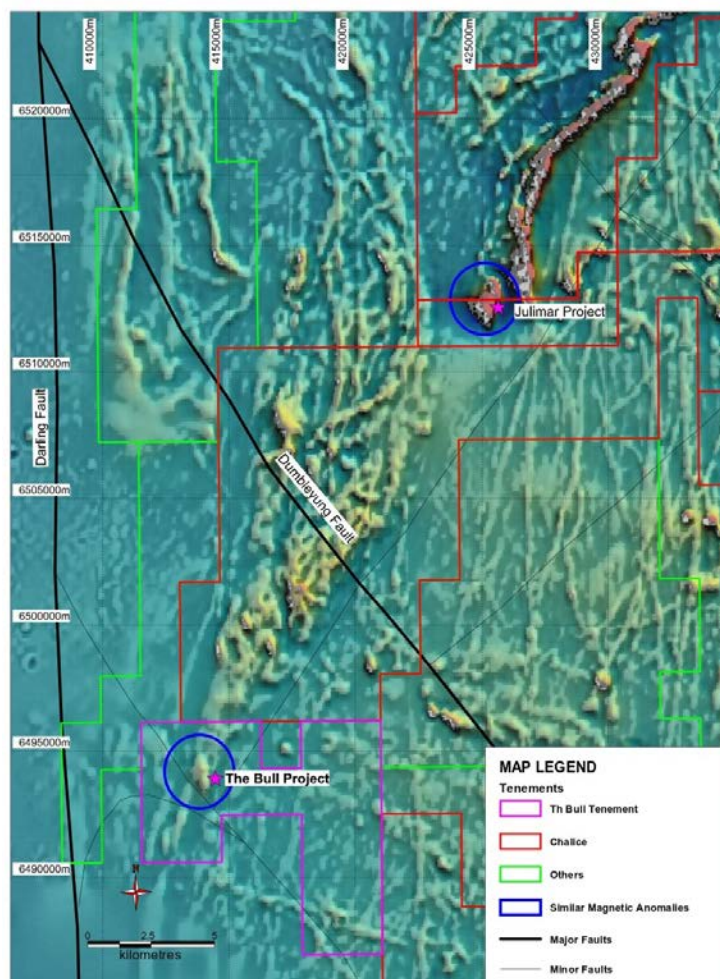 410000m
415000m
420000m
425000m
430000m
6520000m
6515000m
Julimar Project
6510000m
Darling Fault
Dumbleyung Fault
6505000m
6500000m
6495000m
The Bull Project
6490000m
N
0 2.5 5
kilometres
MAP LEGEND
Tenements
Th Bull Tenement
Chalice
Others
Similar Magnetic Anomalies
Major Faults
Minor Faults